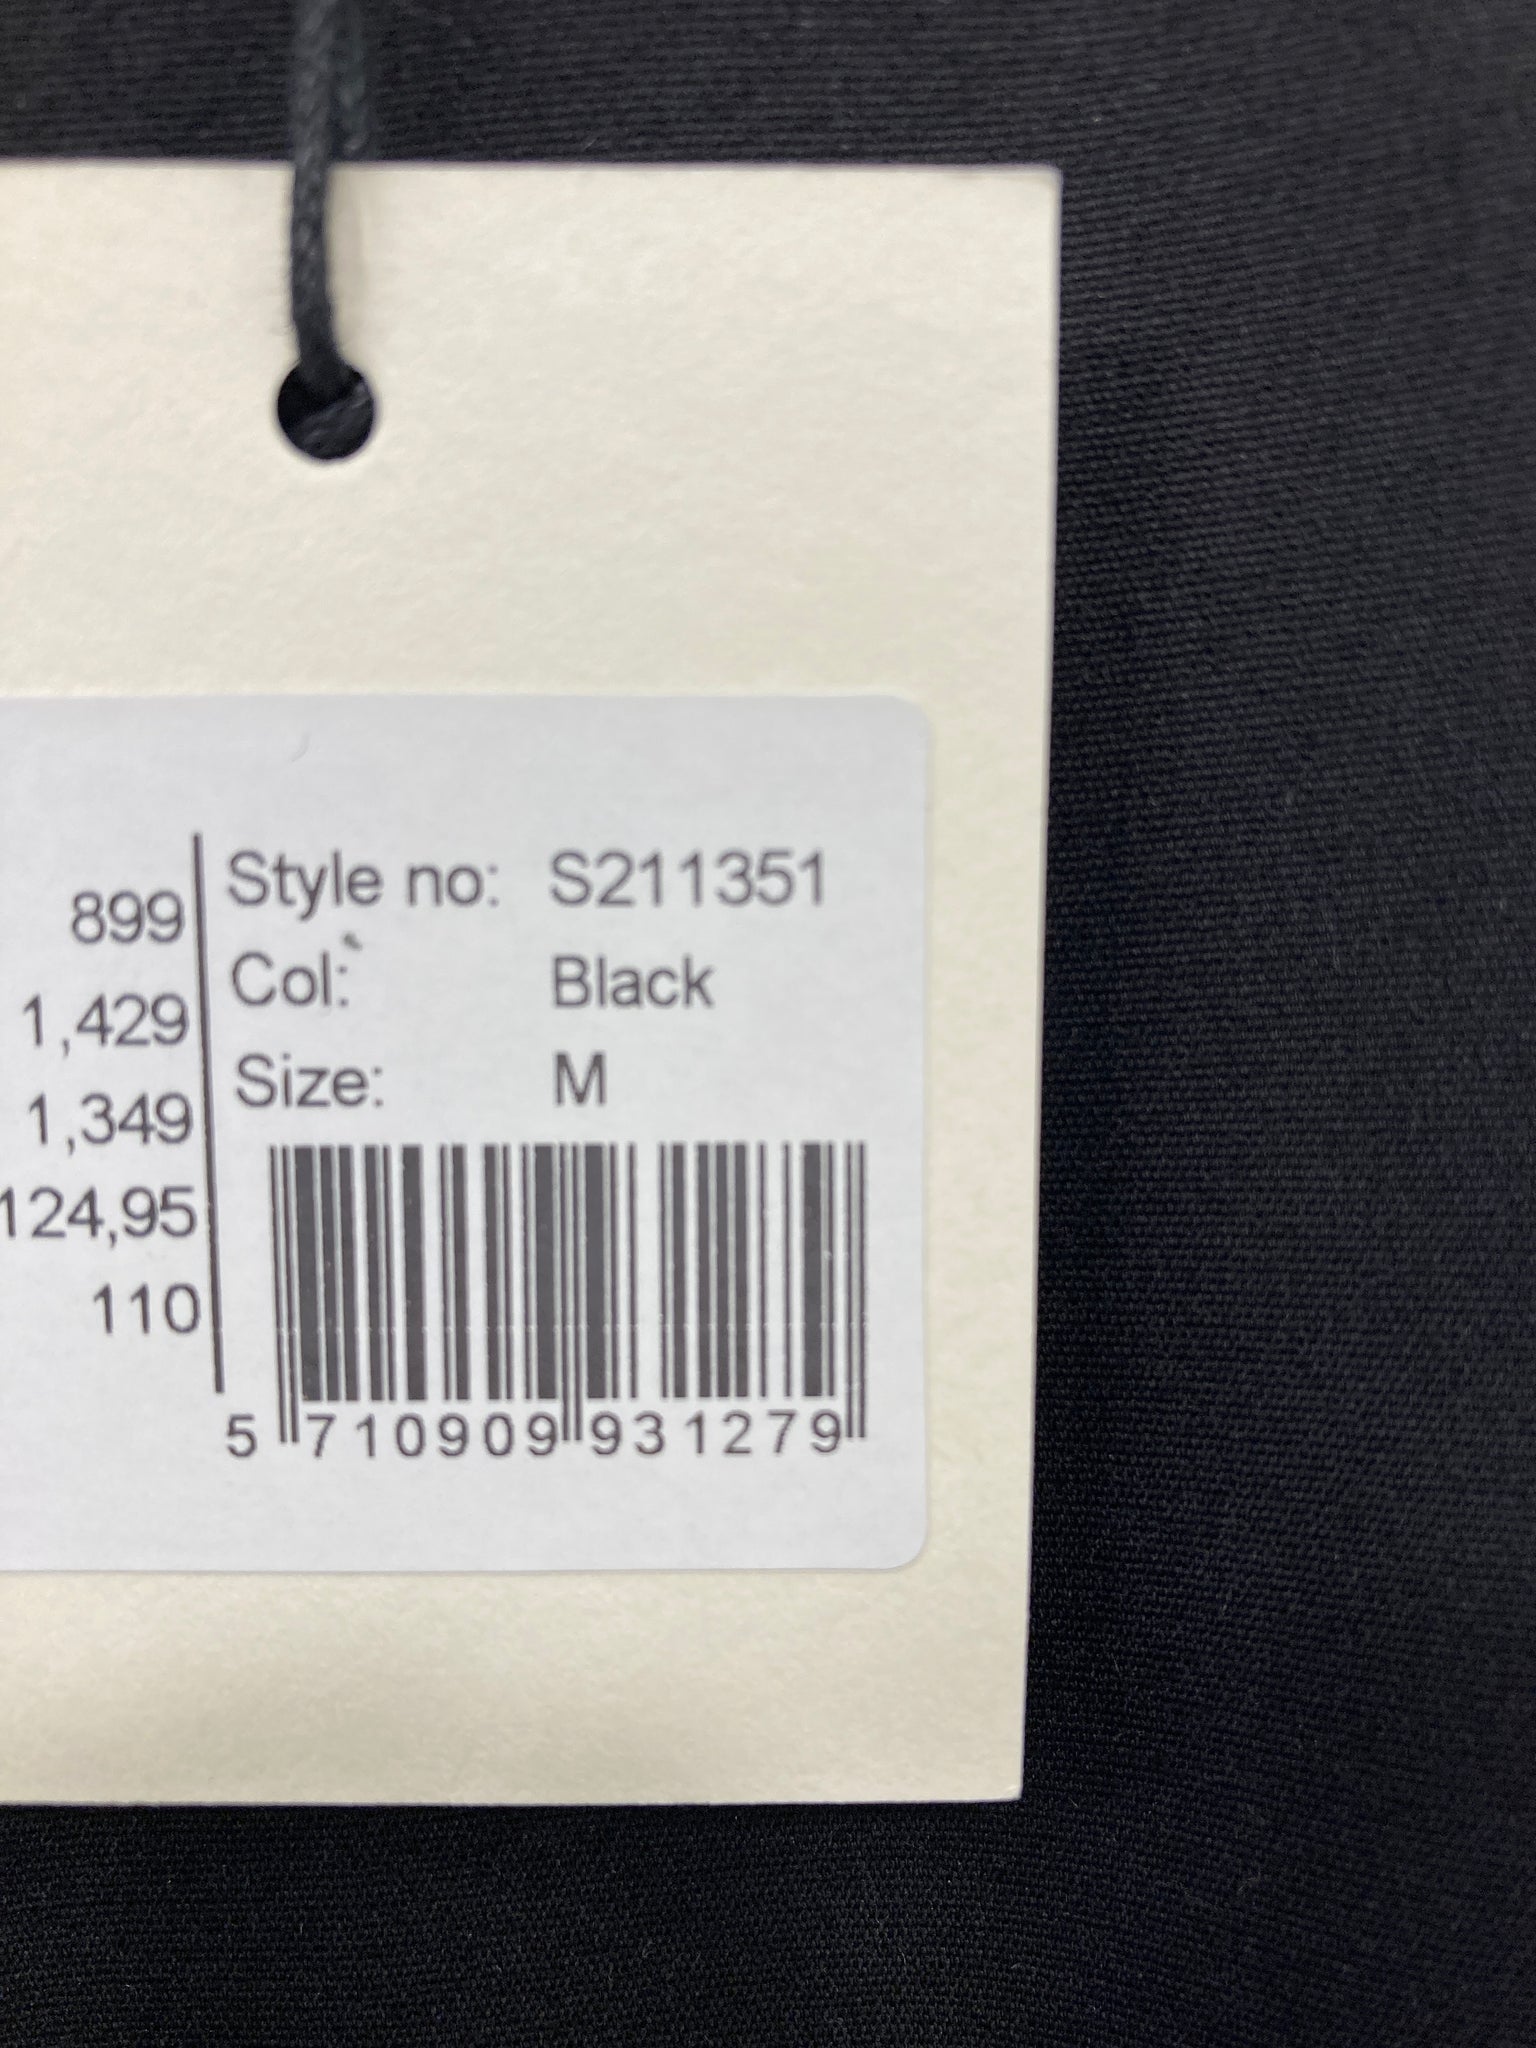 899
1,429
1,349
124,95
110
Style no: S211351
Col: Black
Size: M
5 710909 931279